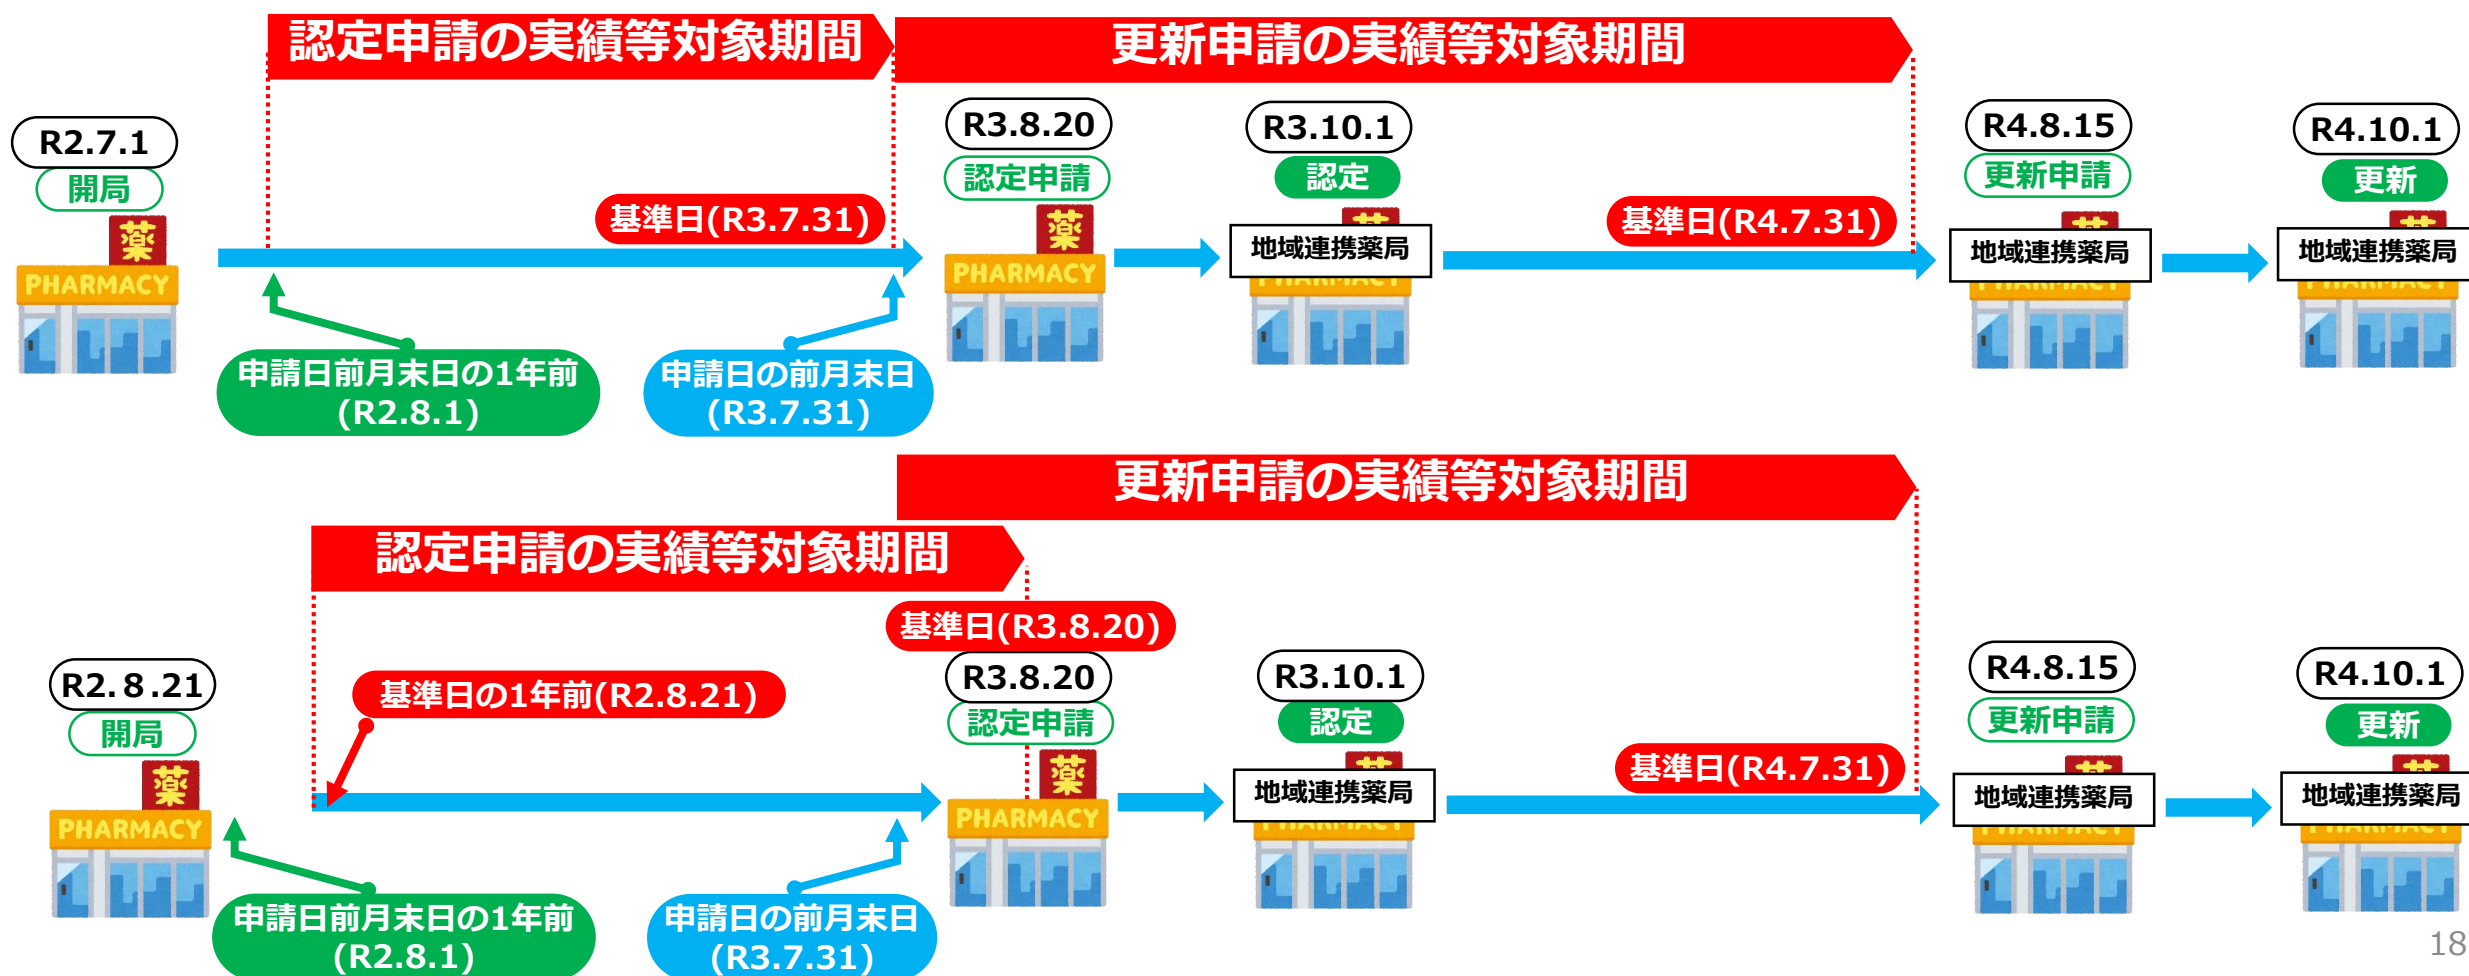 認定申請の実績等対象期間
更新申請の実績等対象期間
R2.7.1
開局
R3.8.20
認定申請
R3.10.1
認定
R4.8.15
更新申請
R4.10.1
更新
基準日(R3.7.31)
基準日(R4.7.31)
薬
PHARMACY
薬
PHARMACY
地域連携薬局
地域連携薬局
地域連携薬局
申請日前月末日の1年前
(R2.8.1)
申請日の前月末日
(R3.7.31)
更新申請の実績等対象期間
認定申請の実績等対象期間
基準日(R3.8.20)
R2.8.21
開局
基準日の1年前(R2.8.21)
R3.8.20
認定申請
R3.10.1
認定
R4.8.15
更新申請
R4.10.1
更新
基準日(R4.7.31)
薬
PHARMACY
薬
PHARMACY
地域連携薬局
地域連携薬局
地域連携薬局
申請日前月末日の1年前
(R2.8.1)
申請日の前月末日
(R3.7.31)
18